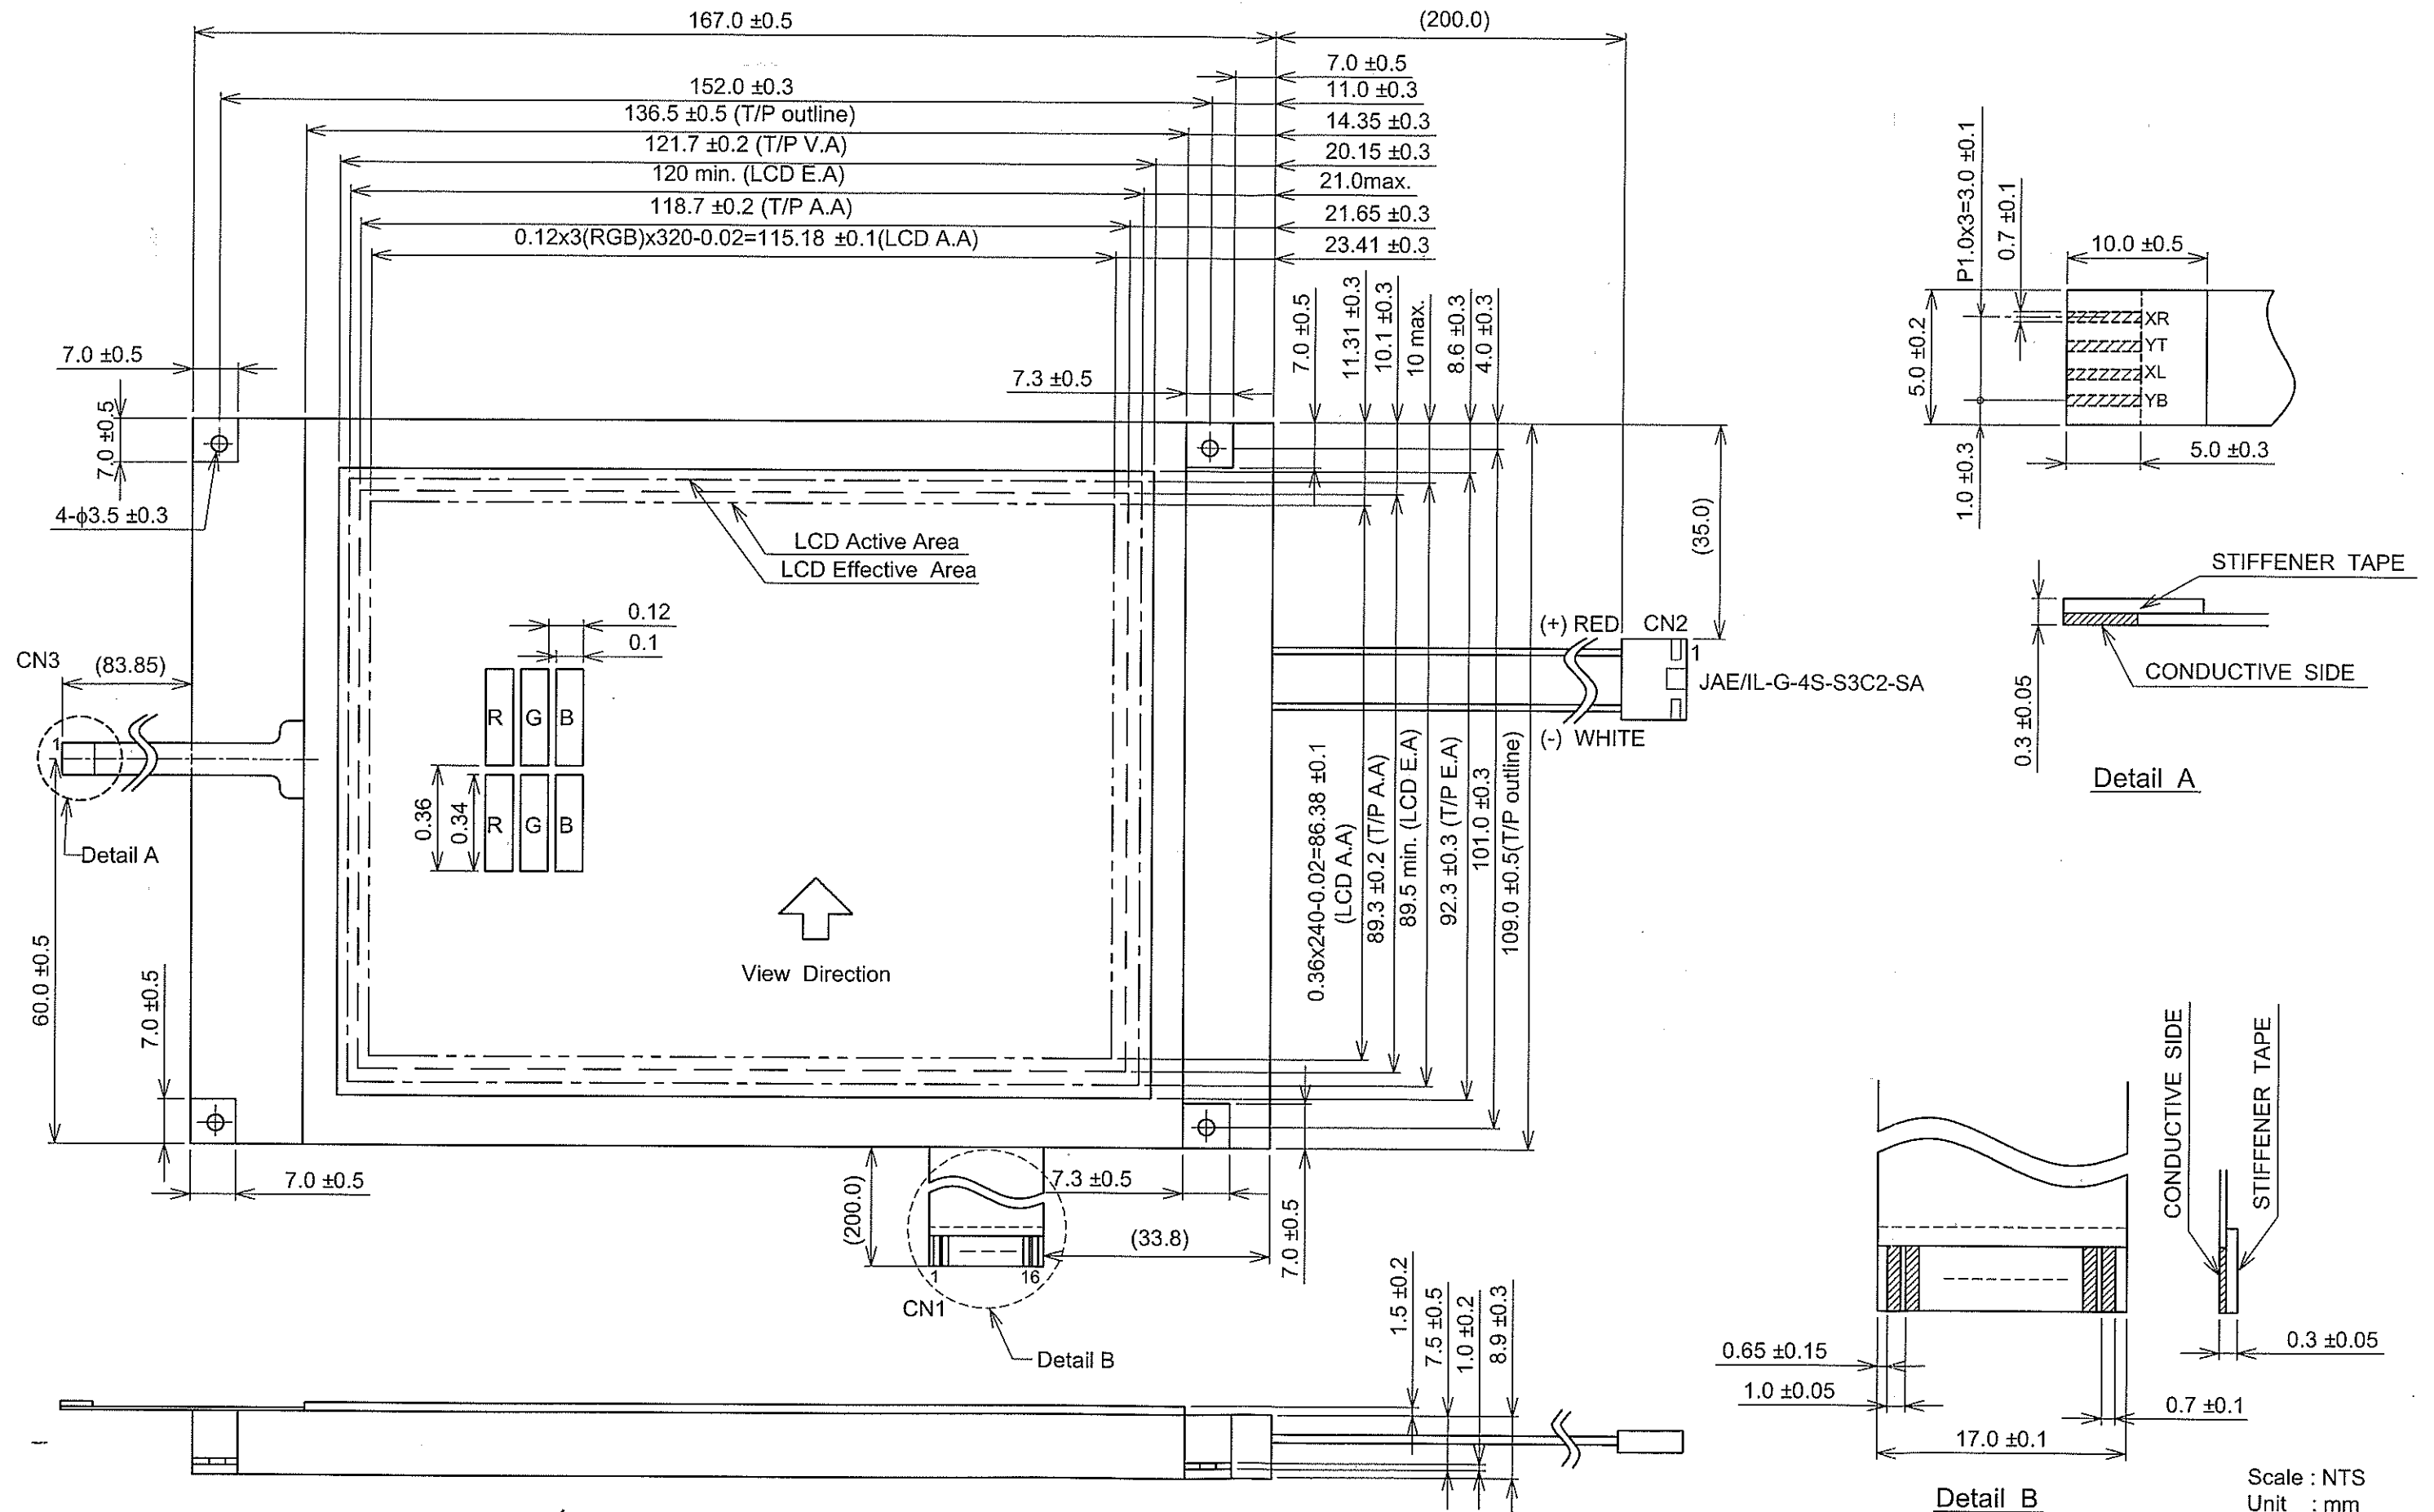 167.0 ±0.5
(200.0)
7.0 ±0.5
152.0 ±0.3
11.0 ±0.3
136.5 ±0.5 (T/P outline)
14.35 ±0.3
121.7 ±0.2 (T/P V.A)
20.15 ±0.3
120 min. (LCD E.A)
21.0max.
118.7 ±0.2 (T/P A.A)
21.65 ±0.3
0.12x3(RGB)x320-0.02=115.18 ±0.1(LCD A.A)
23.41 ±0.3
7.0 ±0.5
7.0 ±0.5
4-φ3.5 ±0.3
7.3 ±0.5
7.0 ±0.5
11.31 ±0.3
10.1 ±0.3
10 max.
8.6 ±0.3
4.0 ±0.3
(35.0)
LCD Active Area
LCD Effective Area
0.12
0.1
R G B
R G B
0.36
0.34
View Direction
CN3
(83.85)
1
Detail A
60.0 ±0.5
7.0 ±0.5
7.0 ±0.5
(+) RED
CN2
1
JAE/IL-G-4S-S3C2-SA
(-) WHITE
0.36x240-0.02=86.38 ±0.1
(LCD A.A)
89.3 ±0.2 (T/P A.A)
89.5 min. (LCD E.A)
92.3 ±0.3 (T/P E.A)
101.0 ±0.3
109.0 ±0.5(T/P outline)
(200.0)
7.3 ±0.5
(33.8)
7.0 ±0.5
1 16
CN1
Detail B
1.5 ±0.2
7.5 ±0.5
1.0 ±0.2
8.9 ±0.3
P1.0x3=3.0 ±0.1
0.7 ±0.1
10.0 ±0.5
5.0 ±0.2
XR
YT
XL
YB
1.0 ±0.3
5.0 ±0.3
STIFFENER TAPE
0.3 ±0.05
CONDUCTIVE SIDE
Detail A
CONDUCTIVE SIDE
STIFFENER TAPE
0.65 ±0.15
0.3 ±0.05
1.0 ±0.05
0.7 ±0.1
17.0 ±0.1
Detail B
Scale : NTS
Unit : mm